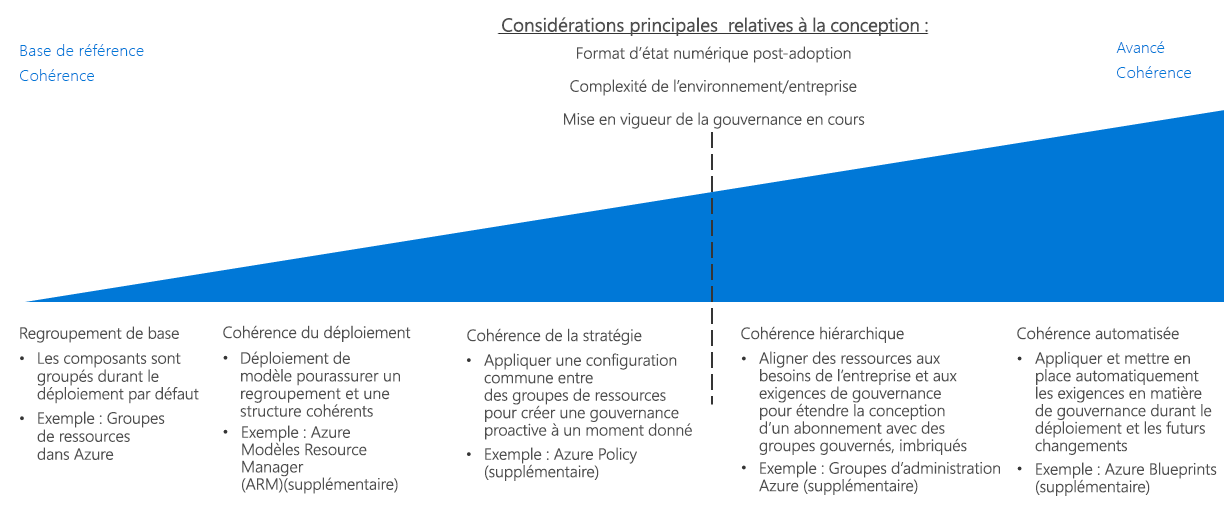 Considérations principales relatives à la conception :
Format d'état numérique post-adoption
Complexité de l'environnement/entreprise
Mise en vigueur de la gouvernance en cours
Base de référence
Cohérence
Avancé
Cohérence
Regroupement de base
• Les composants sont
groupés durant le
déploiement par défaut
• Exemple : Groupes
de ressources
dans Azure
Cohérence du déploiement
• Déploiement de
modèle pourassurer un
regroupement et une
structure cohérents
• Exemple : Azure
Modèles Resource
Manager
(ARM)(supplémentaire)
Cohérence de la stratégie
• Appliquer une configuration
commune entre
des groupes de ressources
pour créer une gouvernance
proactive à un moment donné
• Exemple : Azure Policy
(supplémentaire)
Cohérence hiérarchique
• Aligner des ressources aux
besoins de l'entreprise et aux
exigences de gouvernance
pour étendre la conception
d'un abonnement avec des
groupes gouvernés, imbriqués
• Exemple : Groupes d'administration
Azure (supplémentaire)
Cohérence automatisée
• Appliquer et mettre en
place automatiquement
les exigences en matière
de gouvernance durant le
déploiement et les futurs
changements
• Exemple : Azure Blueprints
(supplémentaire)